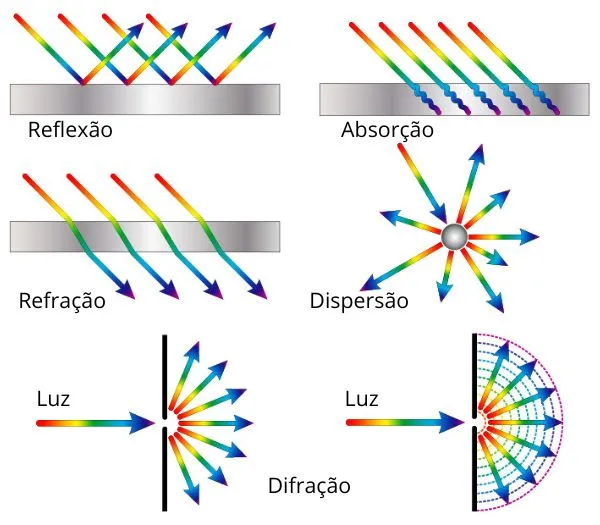 Reflexão
Absorção
Refração
Dispersão
Luz
Luz
Difração